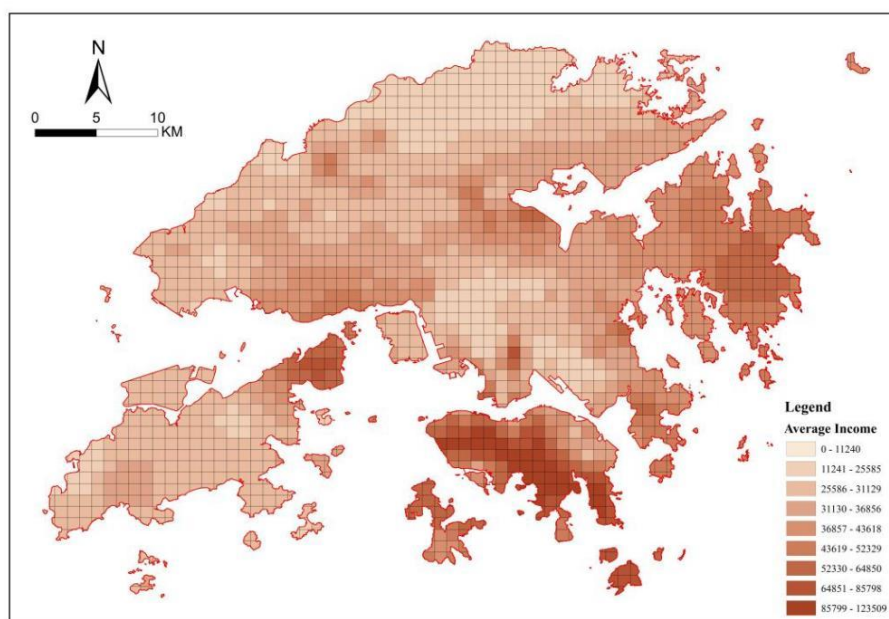 N
0 5 10
KM
Legend
Average Income
0 - 11240
11241 - 25585
25586 - 31129
31130 - 36856
36857 - 43618
43619 - 52329
52330 - 64850
64851 - 85798
85799 - 123509